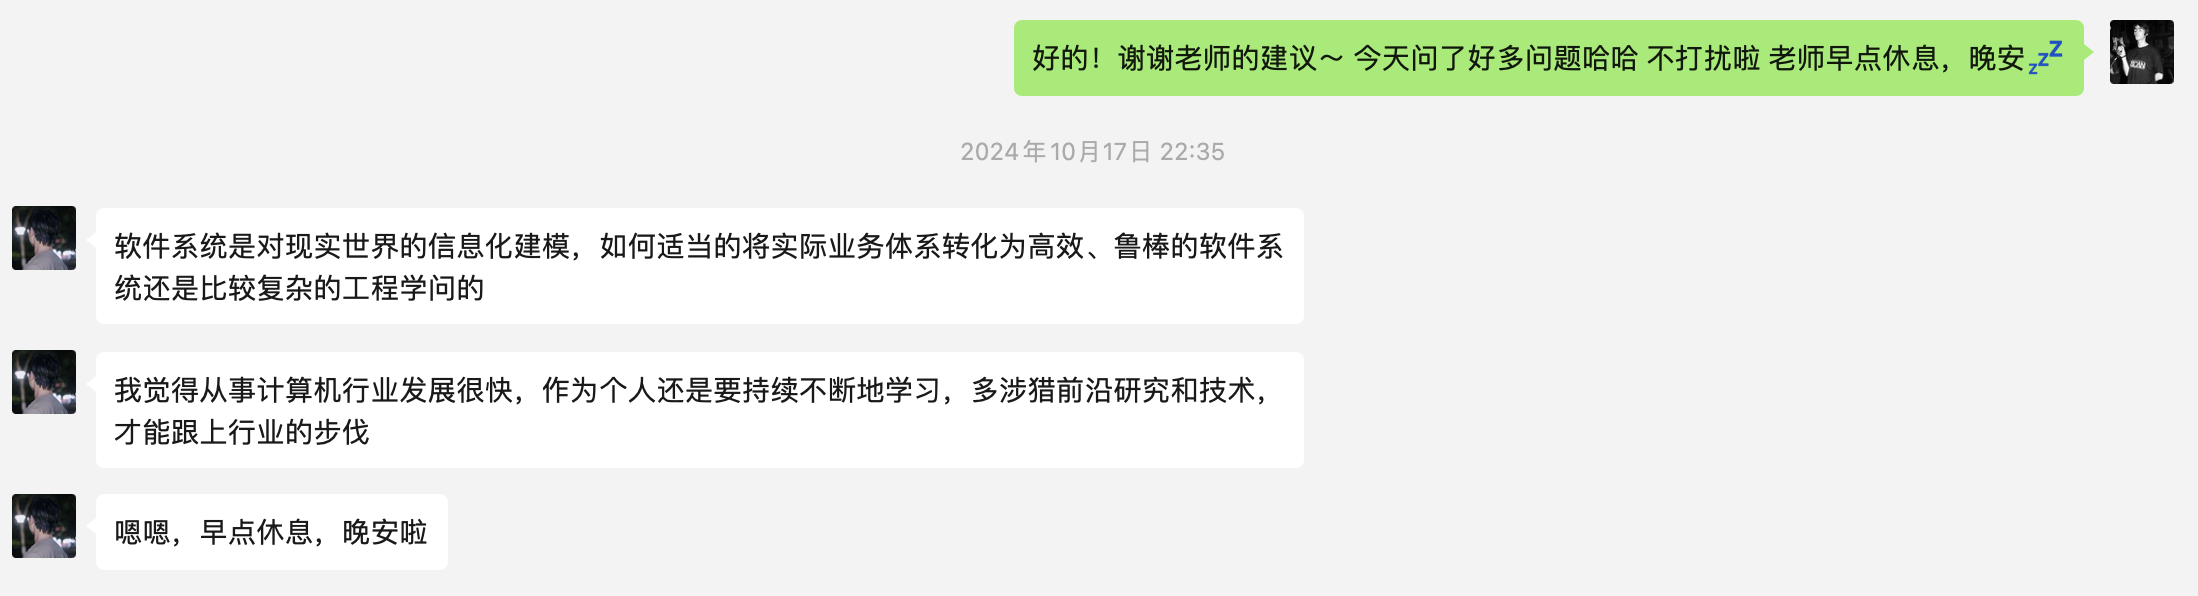 好的！谢谢老师的建议～ 今天问了好多问题哈哈 不打扰啦 老师早点休息，晚安💤
2024年10月17日 22:35
软件系统是对现实世界的信息化建模，如何适当的将实际业务体系转化为高效、鲁棒的软件系
统还是比较复杂的工程学问的
我觉得从事计算机行业发展很快，作为个人还是要持续不断地学习，多涉猎前沿研究和技术，
才能跟上行业的步伐
嗯嗯，早点休息，晚安啦